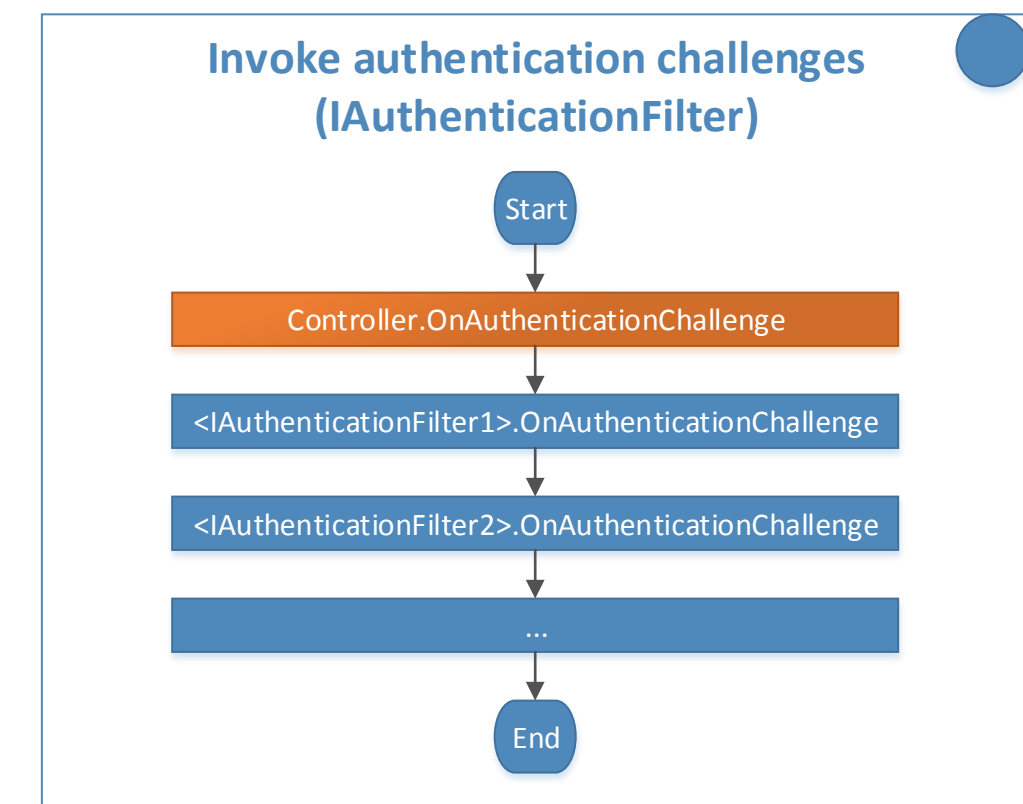 Invoke authentication challenges
(IAuthenticationFilter)
Start
Controller.OnAuthenticationChallenge
<IAuthenticationFilter1>.OnAuthenticationChallenge
<IAuthenticationFilter2>.OnAuthenticationChallenge
...
End